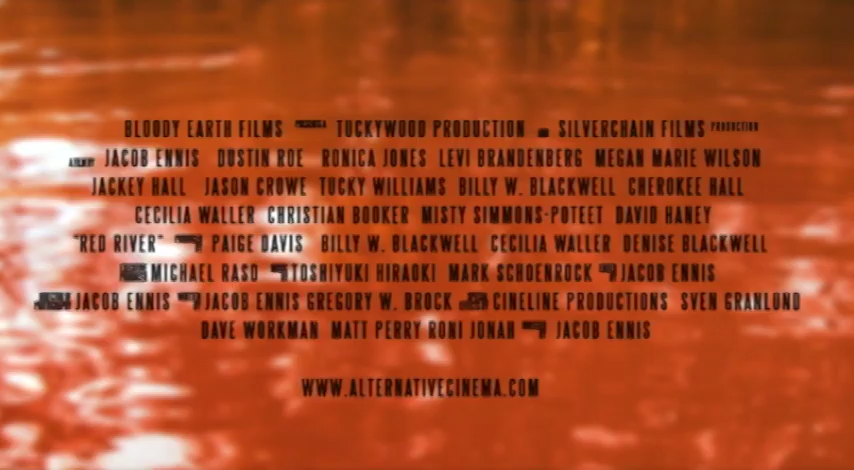 BLOODY EARTH FILMS TUCKYWOOD PRODUCTION SILVERCHAIN FILMS PRODUCTION
JACOB ENNIS DUSTIN ROE RONICA JONES LEVI BRANDENBERG MEGAN MARIE WILSON
JACKEY HALL JASON CROWE TUCKY WILLIAMS BILLY W. BLACKWELL CHEROKEE HALL
CECILIA WALLER CHRISTIAN BOOKER MISTY SIMMONS-POTEET DAVID HANEY
"RED RIVER" PAIGE DAVIS BILLY W. BLACKWELL CECILIA WALLER DENISE BLACKWELL
MICHAEL RASO TOSHIYUKI HIRAOKI MARK SCHOENROCK JACOB ENNIS
JACOB ENNIS JACOB ENNIS GREGORY W. BROCK CINELINE PRODUCTIONS SVEN GRANLUND
DAVE WORKMAN MATT PERRY RONI JONAH JACOB ENNIS
WWW.ALTERNATIVECINEMA.COM